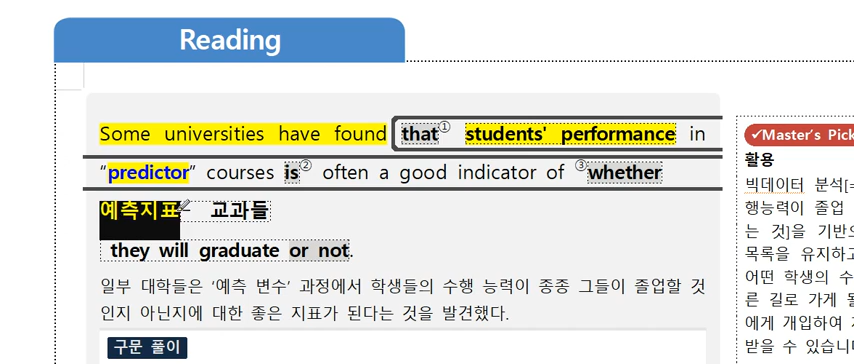 Reading
Some universities have found that① students' performance in
"predictor" courses is② often a good indicator of ③whether
예측지표 교과들
they will graduate or not.
일부 대학들은 '예측 변수' 과정에서 학생들의 수행 능력이 종종 그들이 졸업할 것
인지 아닌지에 대한 좋은 지표가 된다는 것을 발견했다.
구문 풀이
✓Master's Pick
활용
빅데이터 분석[=
행능력이 졸업
는 것]을 기반으
목록을 유지하고
어떤 학생의 수
른 길로 가게 될
에게 개입하여
받을 수 있습니다